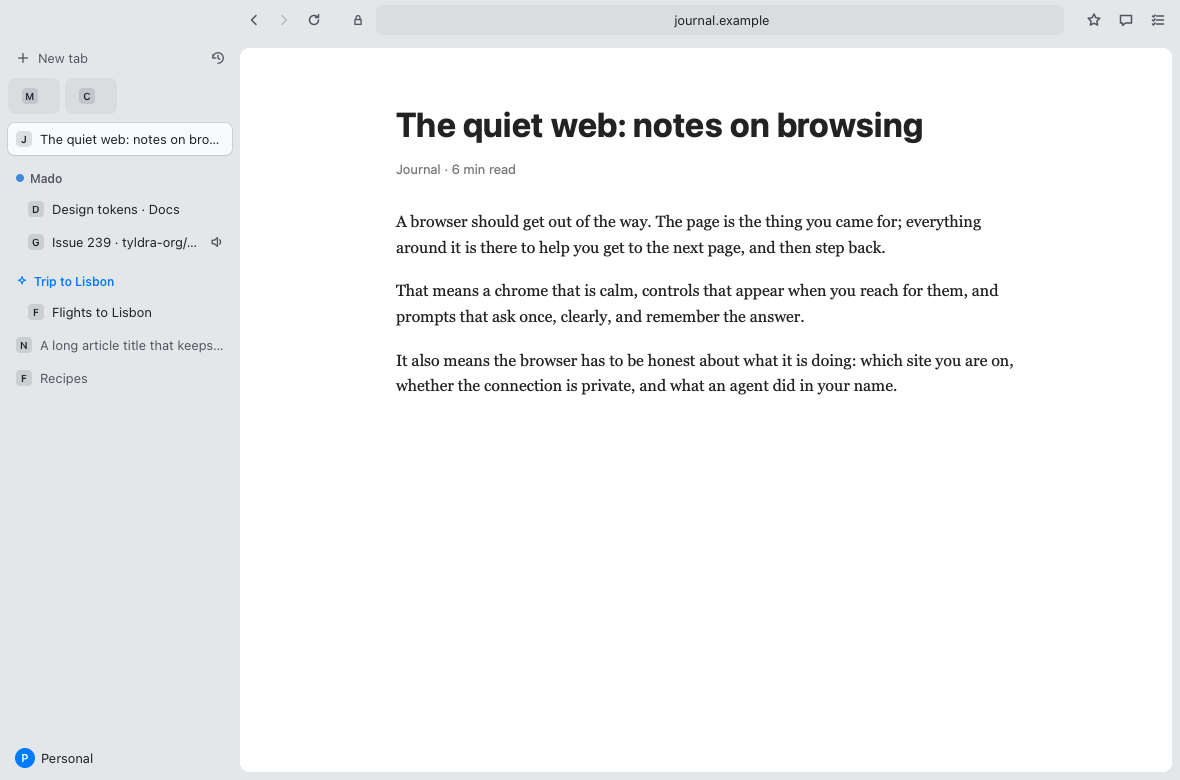 journal.example
New tab
M
C
J The quiet web: notes on bro...
Mado
D Design tokens · Docs
G Issue 239 · tyldra-org/...
Trip to Lisbon
F Flights to Lisbon
N A long article title that keeps...
F Recipes
P Personal
The quiet web: notes on browsing
Journal · 6 min read
A browser should get out of the way. The page is the thing you came for; everything
around it is there to help you get to the next page, and then step back.
That means a chrome that is calm, controls that appear when you reach for them, and
prompts that ask once, clearly, and remember the answer.
It also means the browser has to be honest about what it is doing: which site you are on,
whether the connection is private, and what an agent did in your name.